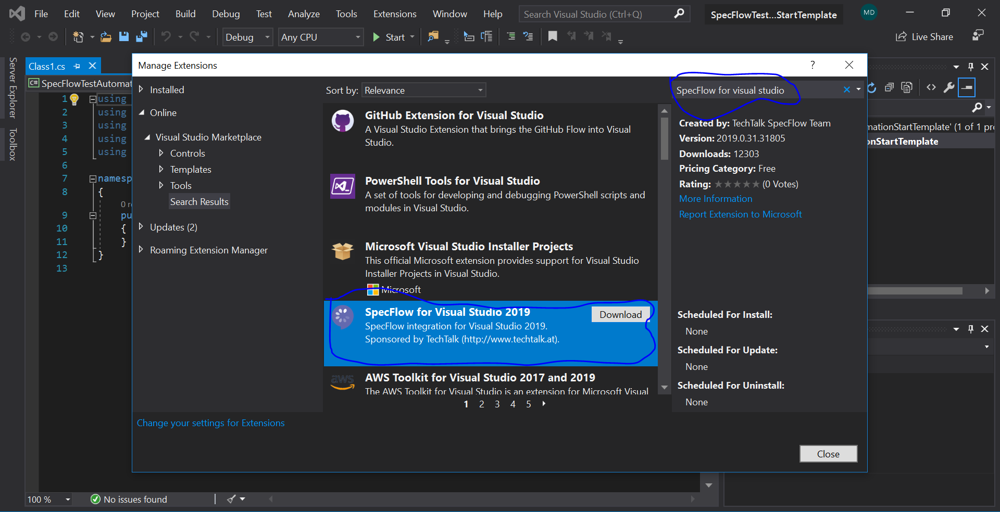 File Edit View Project Build Debug Test Analyze Tools Extensions Window Help Search Visual Studio (Ctrl+Q) SpecFlowTest...StartTemplate MD
Debug Any CPU Start Live Share
Server Explorer
Toolbox
Class1.cs
C# SpecFlowTestAutomat
1 using
2 using
3 using
4 using
5 using
6
7 namesp
8 {
0 re
9 pu
10 {
11 }
12 }
13
Manage Extensions ?
Installed
Online
Visual Studio Marketplace
Controls
Templates
Tools
Search Results
Updates (2)
Roaming Extension Manager
Change your settings for Extensions
Sort by: Relevance
GitHub Extension for Visual Studio
A Visual Studio Extension that brings the GitHub Flow into Visual
Studio.
PowerShell Tools for Visual Studio
A set of tools for developing and debugging PowerShell scripts and
modules in Visual Studio.
Microsoft Visual Studio Installer Projects
This official Microsoft extension provides support for Visual Studio
Installer Projects in Visual Studio.
Microsoft
SpecFlow for Visual Studio 2019 Download
SpecFlow integration for Visual Studio 2019.
Sponsored by TechTalk (http://www.techtalk.at).
aws AWS Toolkit for Visual Studio 2017 and 2019
The AWS Toolkit for Visual Studio is an extension for Microsoft Visual
1 2 3 4 5
SpecFlow for visual studio
Created by: TechTalk SpecFlow Team
Version: 2019.0.31.31805
Downloads: 12303
Pricing Category: Free
Rating: ★★★★★ (0 Votes)
More Information
Report Extension to Microsoft
Scheduled For Install:
None
Scheduled For Update:
None
Scheduled For Uninstall:
None
Close
mationStartTemplate' (1 of 1 pro
onStartTemplate
100 % No issues found